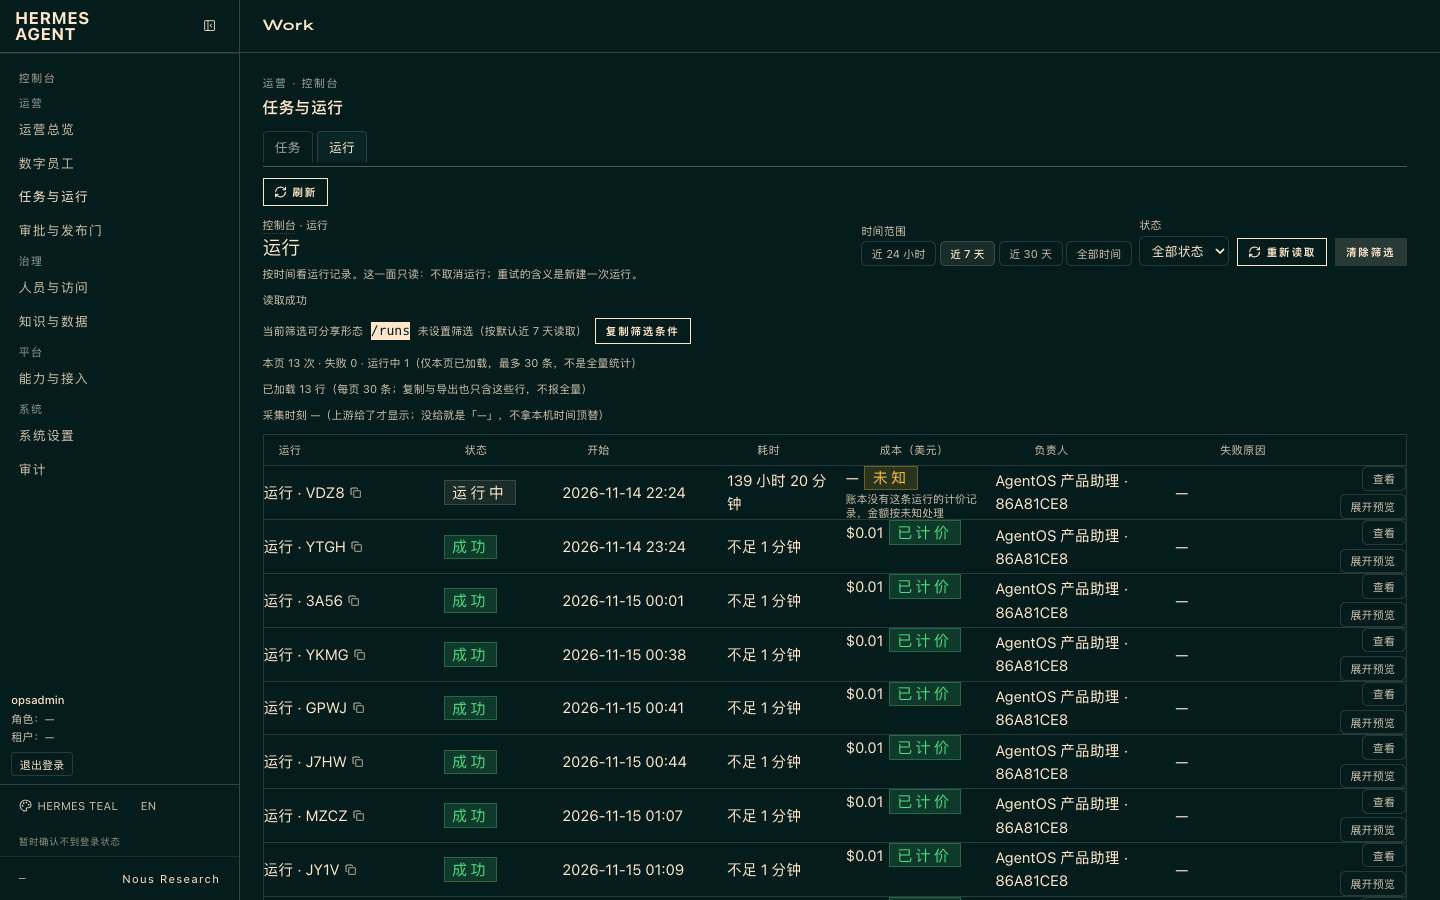 HERMES
AGENT
控制台
运营
运营总览
数字员工
任务与运行
审批与发布门
治理
人员与访问
知识与数据
平台
能力与接入
系统
系统设置
审计
opsadmin
角色：—
租户：—
退出登录
HERMES TEAL EN
暂时确认不到登录状态
— Nous Research
Work
运营 · 控制台
任务与运行
任务 运行
刷新
控制台 · 运行
运行
按时间看运行记录。这一面只读：不取消运行；重试的含义是新建一次运行。
时间范围
近 24 小时 近 7 天 近 30 天 全部时间
状态
全部状态 重新读取 清除筛选
读取成功
当前筛选可分享形态 /runs 未设置筛选（按默认近 7 天读取） 复制筛选条件
本页 13 次 · 失败 0 · 运行中 1（仅本页已加载，最多 30 条，不是全量统计）
已加载 13 行（每页 30 条；复制与导出也只含这些行，不报全量）
采集时刻 —（上游给了才显示；没给就是「—」，不拿本机时间顶替）
运行 状态 开始 耗时 成本（美元） 负责人 失败原因
运行 · VDZ8 运行中 2026-11-14 22:24 139 小时 20 分钟 — 未知 账本没有这条运行的计价记录，金额按未知处理 AgentOS 产品助理 · 86A81CE8 — 查看 展开预览
运行 · YTGH 成功 2026-11-14 23:24 不足 1 分钟 $0.01 已计价 AgentOS 产品助理 · 86A81CE8 — 查看 展开预览
运行 · 3A56 成功 2026-11-15 00:01 不足 1 分钟 $0.01 已计价 AgentOS 产品助理 · 86A81CE8 — 查看 展开预览
运行 · YKMG 成功 2026-11-15 00:38 不足 1 分钟 $0.01 已计价 AgentOS 产品助理 · 86A81CE8 — 查看 展开预览
运行 · GPWJ 成功 2026-11-15 00:41 不足 1 分钟 $0.01 已计价 AgentOS 产品助理 · 86A81CE8 — 查看 展开预览
运行 · J7HW 成功 2026-11-15 00:44 不足 1 分钟 $0.01 已计价 AgentOS 产品助理 · 86A81CE8 — 查看 展开预览
运行 · MZCZ 成功 2026-11-15 01:07 不足 1 分钟 $0.01 已计价 AgentOS 产品助理 · 86A81CE8 — 查看 展开预览
运行 · JY1V 成功 2026-11-15 01:09 不足 1 分钟 $0.01 已计价 AgentOS 产品助理 · 86A81CE8 — 查看 展开预览